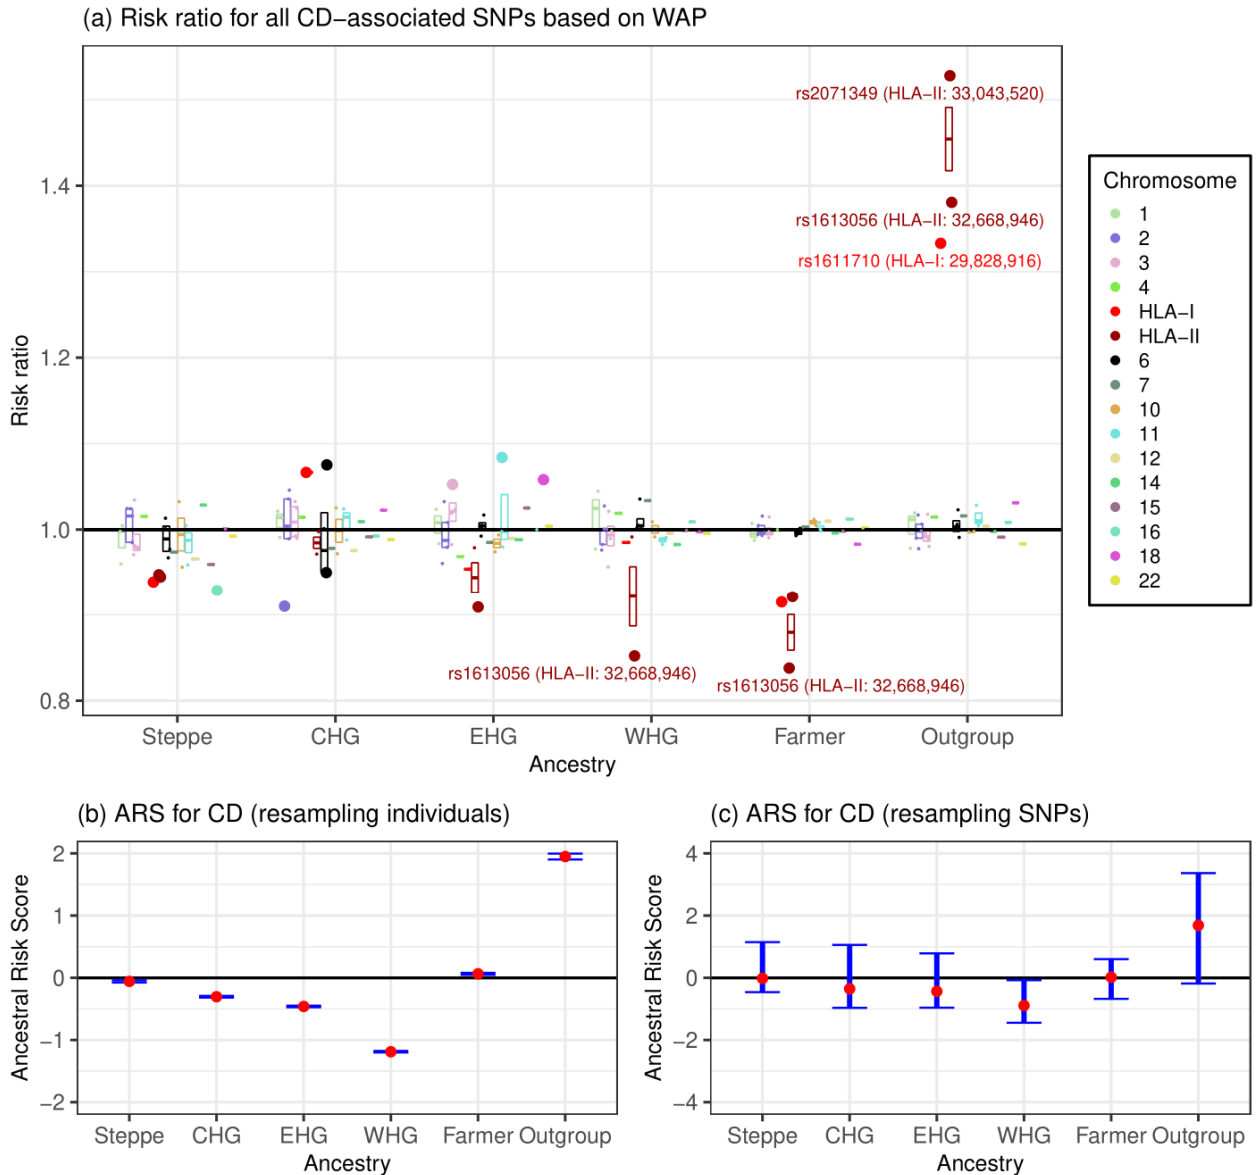 (a) Risk ratio for all CD−associated SNPs based on WAP
Risk ratio
1.4
1.2
1.0
0.8
rs2071349 (HLA−II: 33,043,520)
rs1613056 (HLA−II: 32,668,946)
rs1611710 (HLA−I: 29,828,916)
rs1613056 (HLA−II: 32,668,946)
rs1613056 (HLA−II: 32,668,946)
Steppe CHG EHG WHG Farmer Outgroup
Ancestry
Chromosome
1
2
3
4
HLA−I
HLA−II
6
7
10
11
12
14
15
16
18
22
(b) ARS for CD (resampling individuals)
Ancestral Risk Score
2
1
0
−1
−2
Steppe CHG EHG WHG Farmer Outgroup
Ancestry
(c) ARS for CD (resampling SNPs)
Ancestral Risk Score
4
2
0
−2
−4
Steppe CHG EHG WHG Farmer Outgroup
Ancestry